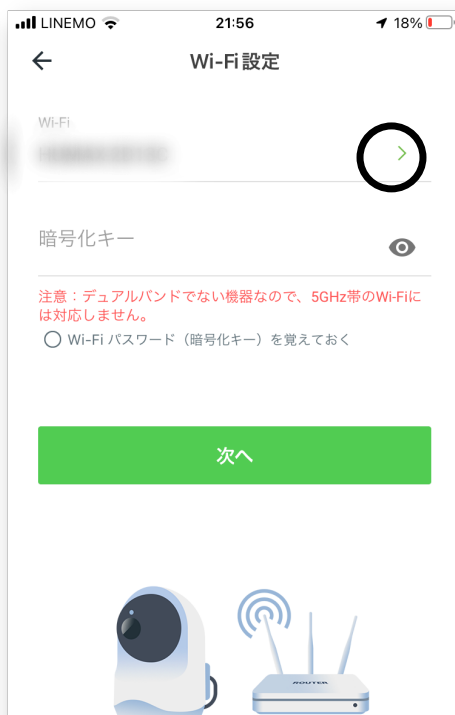 LINEMO 21:56 18%
Wi-Fi設定
Wi-Fi
暗号化キー
注意：デュアルバンドでない機器なので、5GHz帯のWi-Fiに
は対応しません。
Wi-Fi パスワード（暗号化キー）を覚えておく
次へ
ROUTER